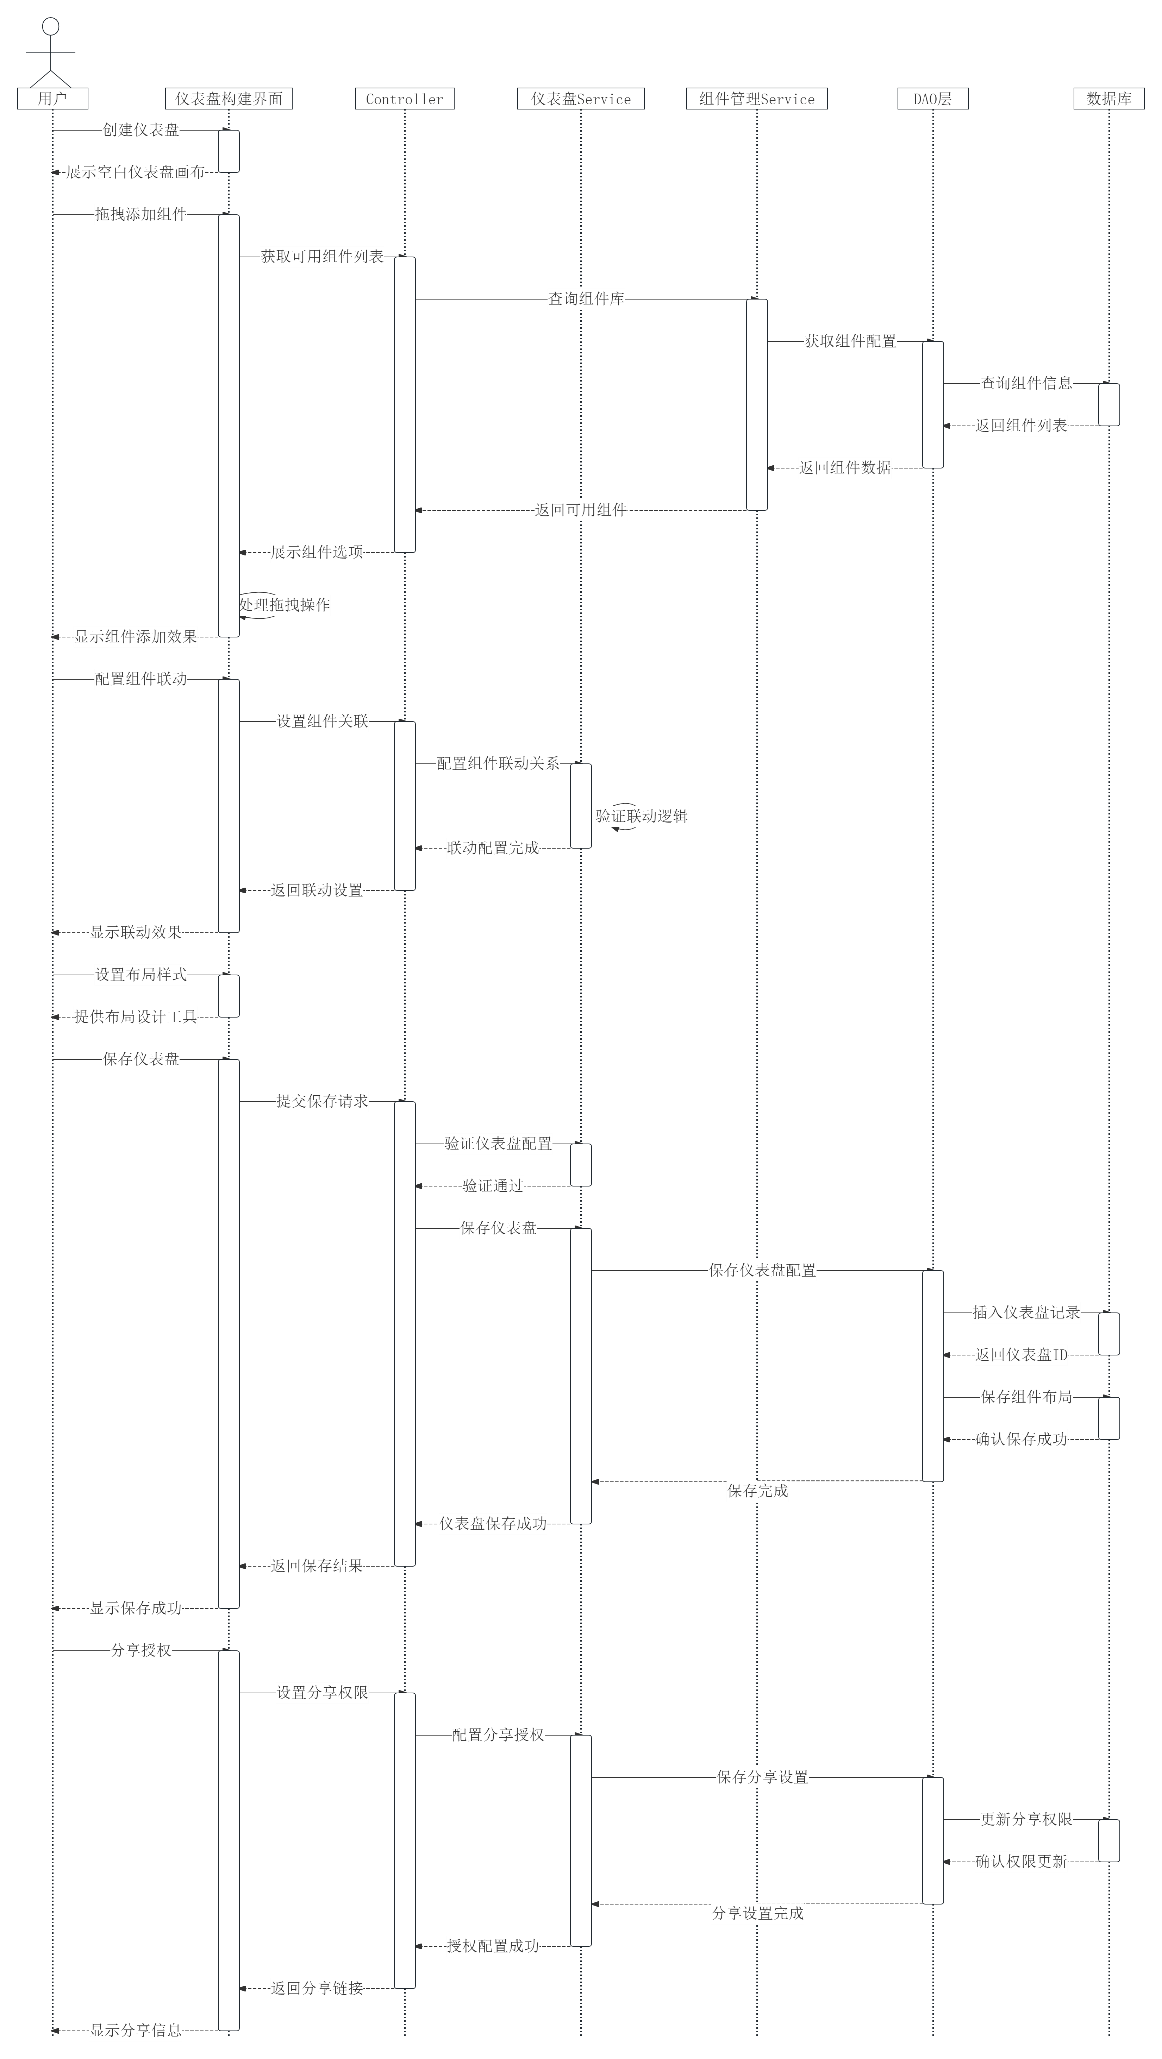 用户
仪表盘构建界面
Controller
仪表盘Service
组件管理Service
DAO层
数据库
创建仪表盘
展示空白仪表盘画布
拖拽添加组件
获取可用组件列表
查询组件库
获取组件配置
查询组件信息
返回组件列表
返回组件数据
返回可用组件
展示组件选项
处理拖拽操作
显示组件添加效果
配置组件联动
设置组件关联
配置组件联动关系
验证联动逻辑
联动配置完成
返回联动设置
显示联动效果
设置布局样式
提供布局设计工具
保存仪表盘
提交保存请求
验证仪表盘配置
验证通过
保存仪表盘
保存仪表盘配置
插入仪表盘记录
返回仪表盘ID
保存组件布局
确认保存成功
保存完成
仪表盘保存成功
返回保存结果
显示保存成功
分享授权
设置分享权限
配置分享授权
保存分享设置
更新分享权限
确认权限更新
分享设置完成
授权配置成功
返回分享链接
显示分享信息